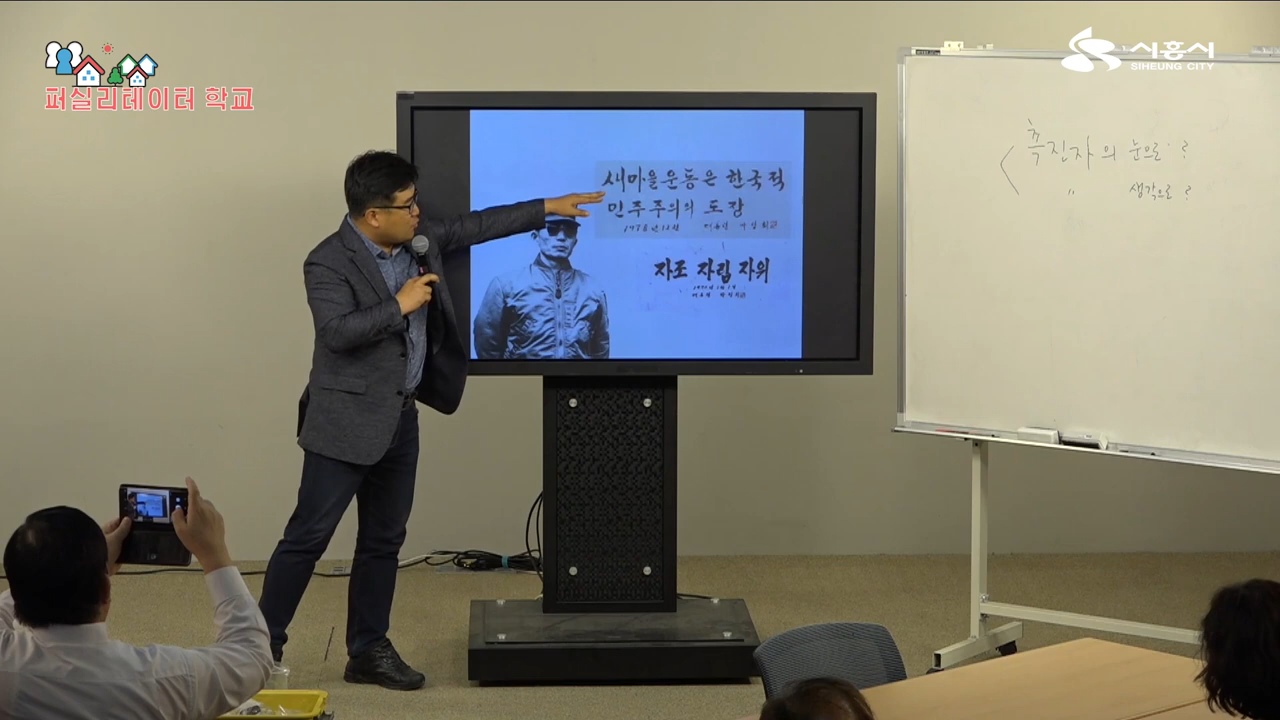 퍼실리테이터 학교
시흥시
SIHEUNG CITY
새마을운동은 한국적
민주주의의 도장
자조 자립 자위
촉진자의 눈으로?
〃 생각으로?